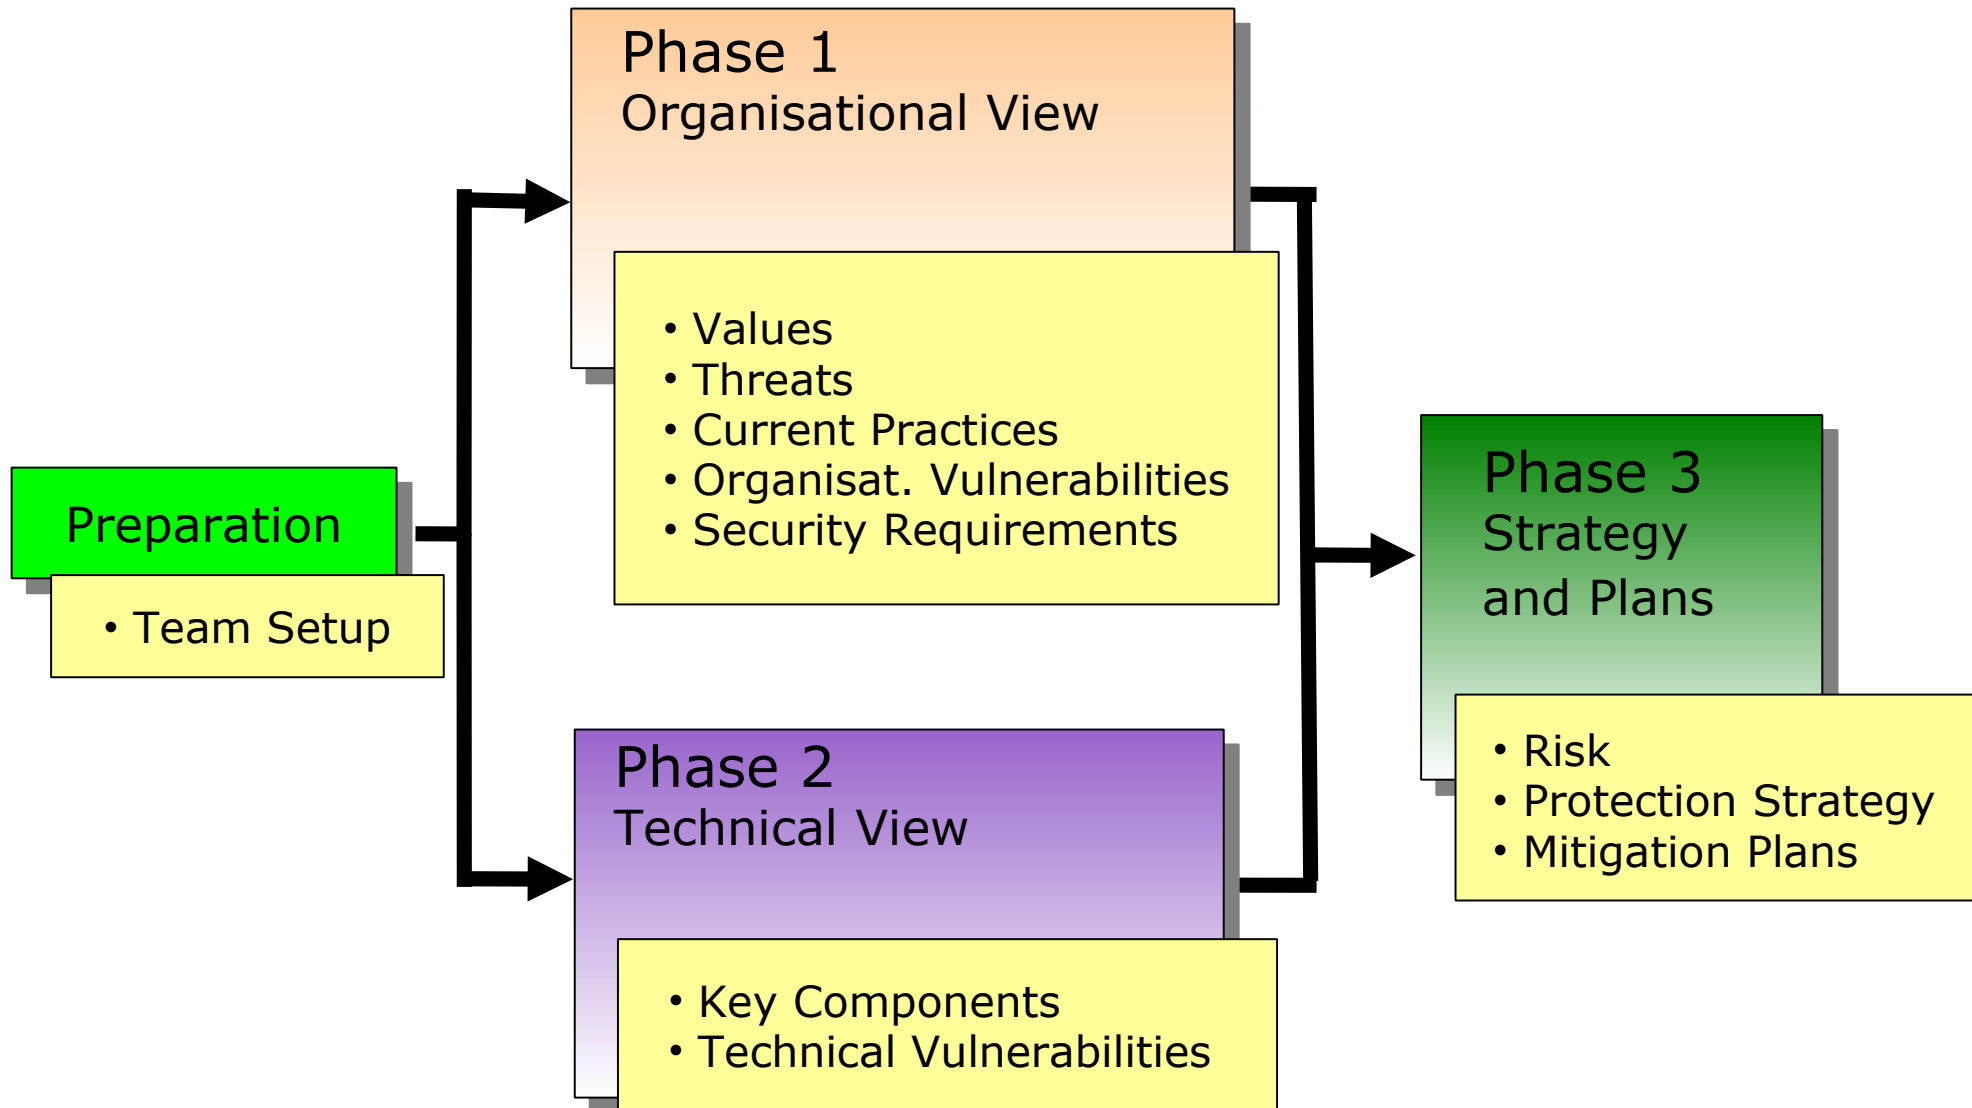 Phase 1
Organisational View
• Values
• Threats
• Current Practices
• Organisat. Vulnerabilities
• Security Requirements
Preparation
• Team Setup
Phase 2
Technical View
• Key Components
• Technical Vulnerabilities
Phase 3
Strategy
and Plans
• Risk
• Protection Strategy
• Mitigation Plans